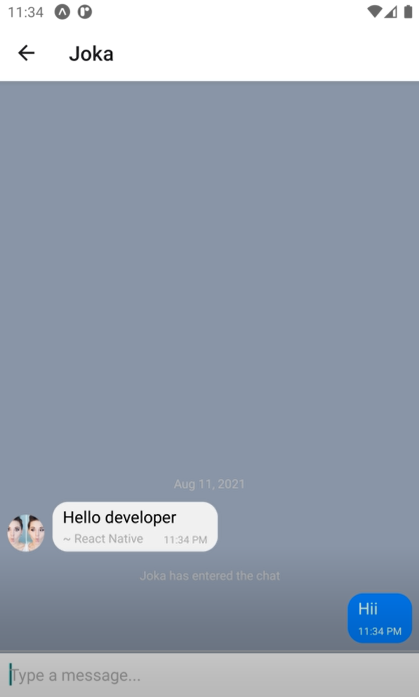 11:34
Joka
Aug 11, 2021
Hello developer
~ React Native 11:34 PM
Joka has entered the chat
Hii
11:34 PM
Type a message...